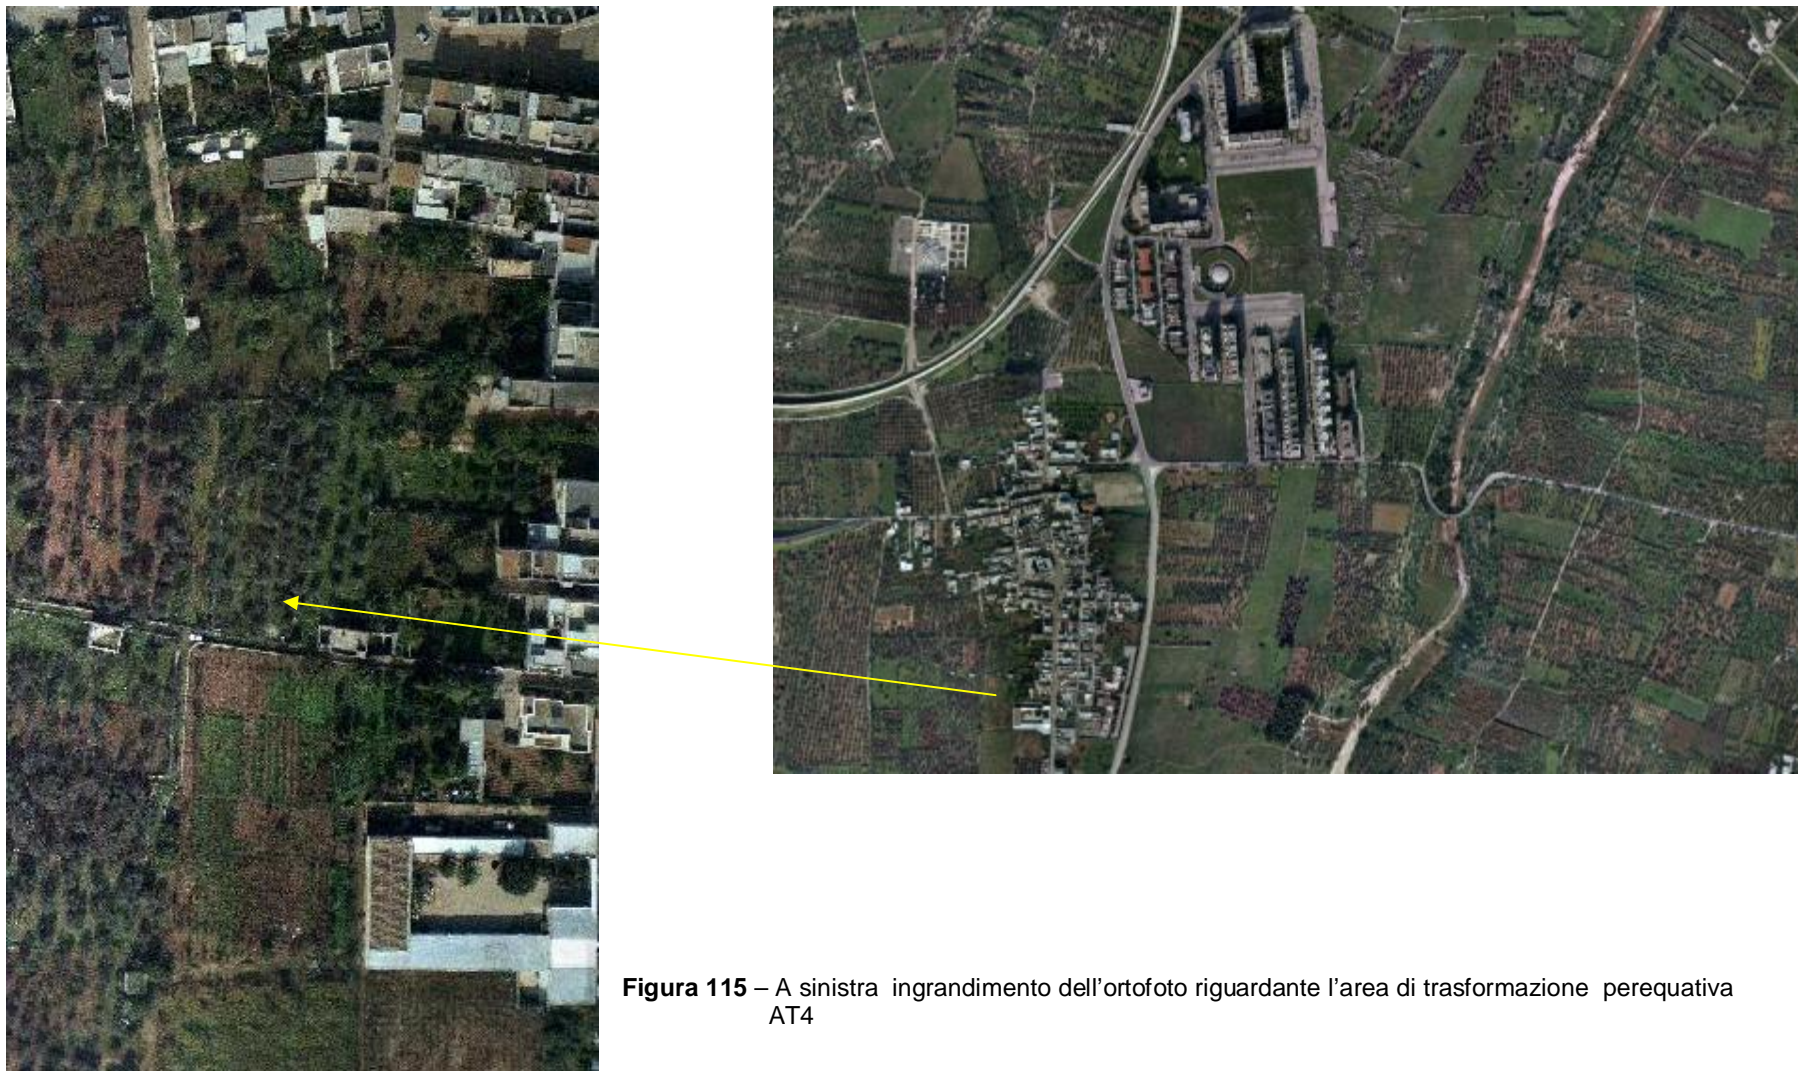 Figura 115 – A sinistra ingrandimento dell'ortofoto riguardante l'area di trasformazione perequativa
AT4